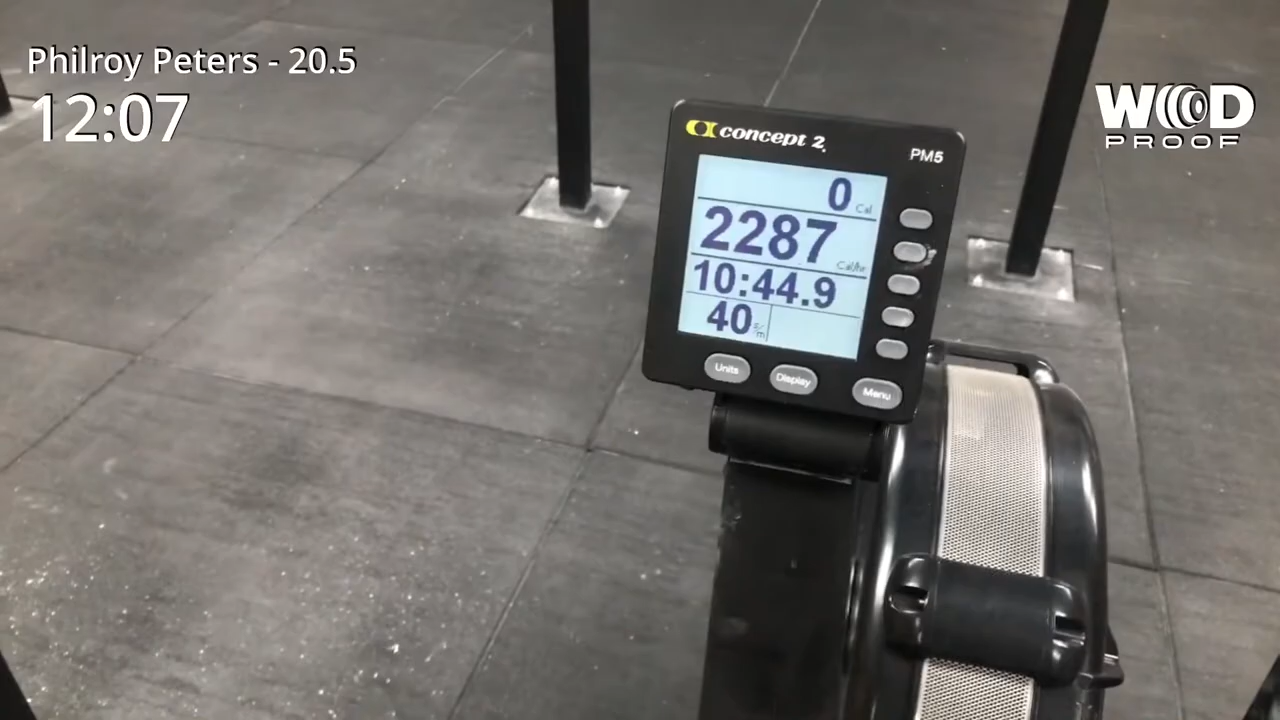 Philroy Peters - 20.5
12:07
WOD
PROOF
concept 2
PM5
0 Cal
2287 Cal/hr
10:44.9
40 s/m
Units
Display
Menu